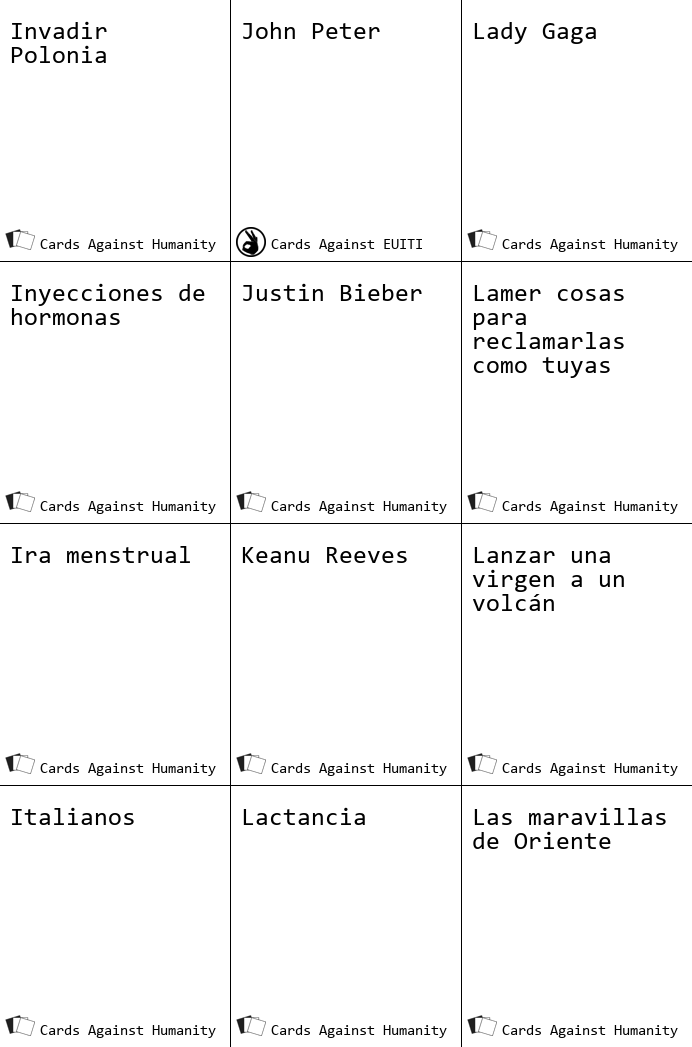 Invadir
Polonia
Cards Against Humanity
John Peter
Cards Against EUITI
Lady Gaga
Cards Against Humanity
Inyecciones de
hormonas
Cards Against Humanity
Justin Bieber
Cards Against Humanity
Lamer cosas
para
reclamarlas
como tuyas
Cards Against Humanity
Ira menstrual
Cards Against Humanity
Keanu Reeves
Cards Against Humanity
Lanzar una
virgen a un
volcán
Cards Against Humanity
Italianos
Cards Against Humanity
Lactancia
Cards Against Humanity
Las maravillas
de Oriente
Cards Against Humanity